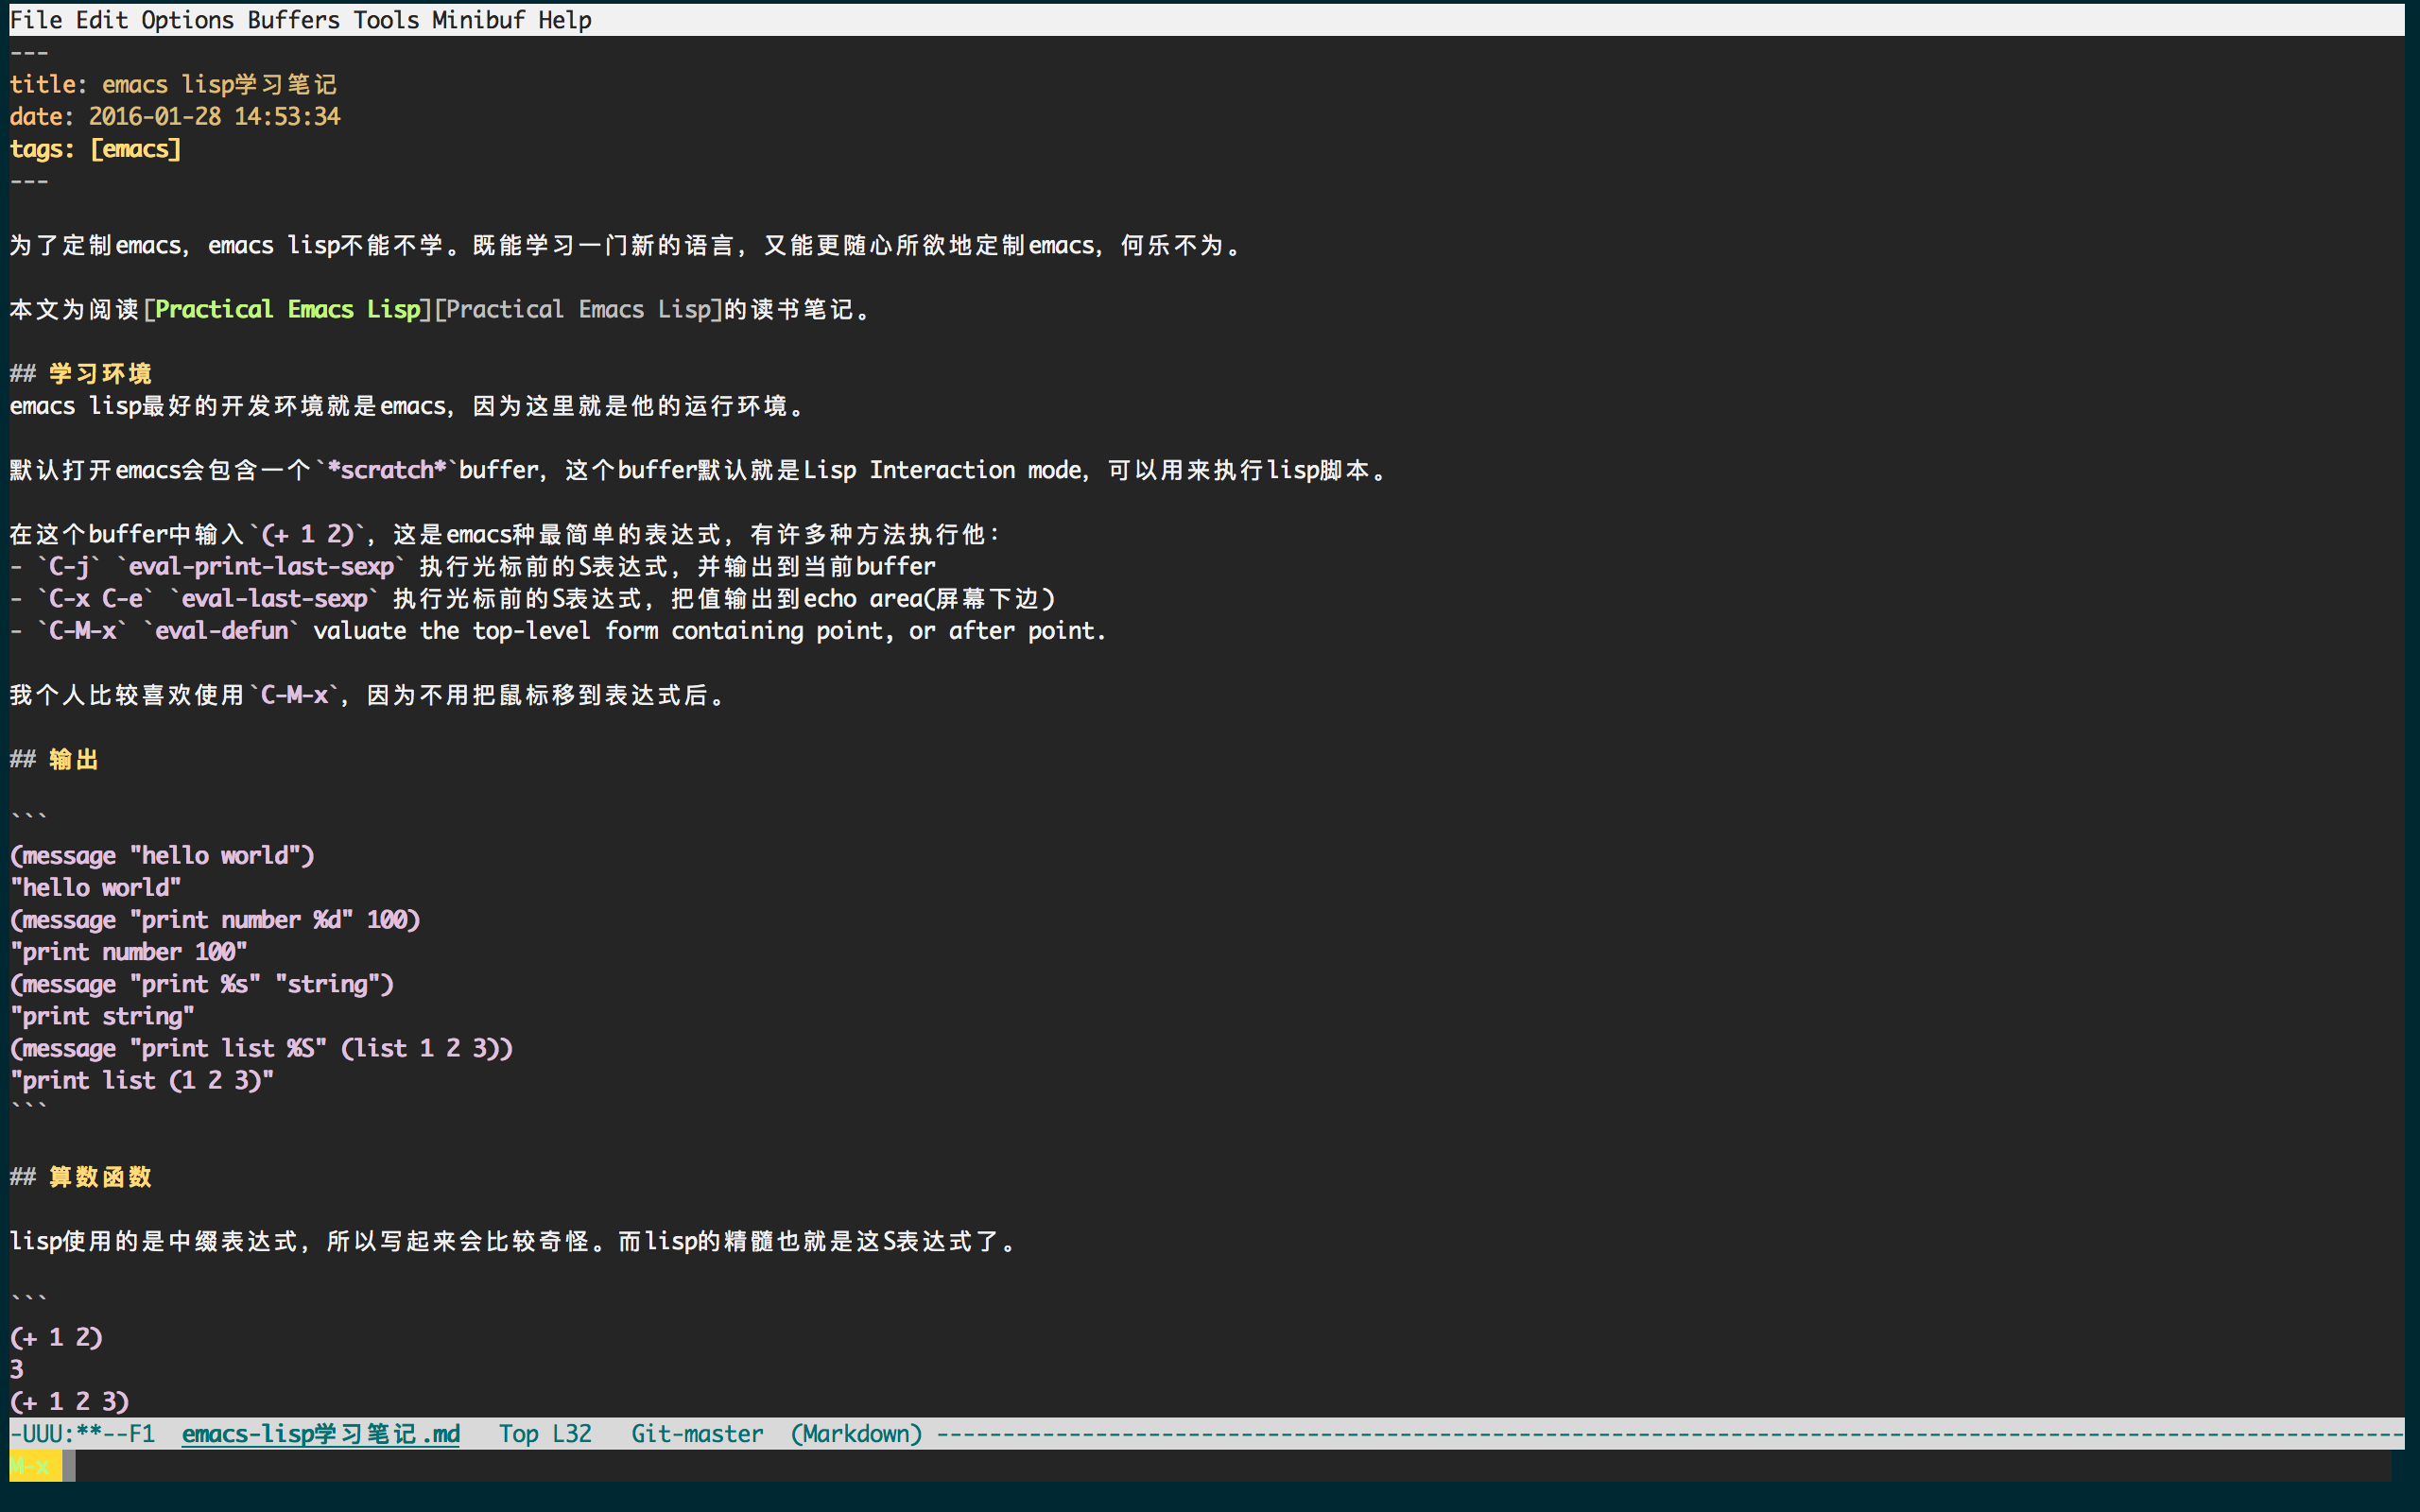 File Edit Options Buffers Tools Minibuf Help
---
title: emacs lisp学习笔记
date: 2016-01-28 14:53:34
tags: [emacs]
---
为了定制emacs, emacs lisp不能不学。既能学习一门新的语言, 又能更随心所欲地定制emacs, 何乐不为。
本文为阅读[Practical Emacs Lisp][Practical Emacs Lisp]的读书笔记。
## 学习环境
emacs lisp最好的开发环境就是emacs, 因为这里就是他的运行环境。
默认打开emacs会包含一个`*scratch*`buffer, 这个buffer默认就是Lisp Interaction mode, 可以用来执行lisp脚本。
在这个buffer中输入`(+ 1 2)`, 这是emacs种最简单的表达式, 有许多种方法执行他:
- `C-j` `eval-print-last-sexp` 执行光标前的S表达式, 并输出到当前buffer
- `C-x C-e` `eval-last-sexp` 执行光标前的S表达式, 把值输出到echo area(屏幕下边)
- `C-M-x` `eval-defun` valuate the top-level form containing point, or after point.
我个人比较喜欢使用`C-M-x`, 因为不用把鼠标移到表达式后。
## 输出
```
(message "hello world")
"hello world"
(message "print number %d" 100)
"print number 100"
(message "print %s" "string")
"print string"
(message "print list %S" (list 1 2 3))
"print list (1 2 3)"
```
## 算数函数
lisp使用的是中缀表达式, 所以写起来会比较奇怪。而lisp的精髓也就是这S表达式了。
```
(+ 1 2)
3
(+ 1 2 3)
-UUU:**--F1  emacs-lisp学习笔记.md   Top L32   Git-master  (Markdown) ---------------------------------------------------------------------------------------------------------------
M-x